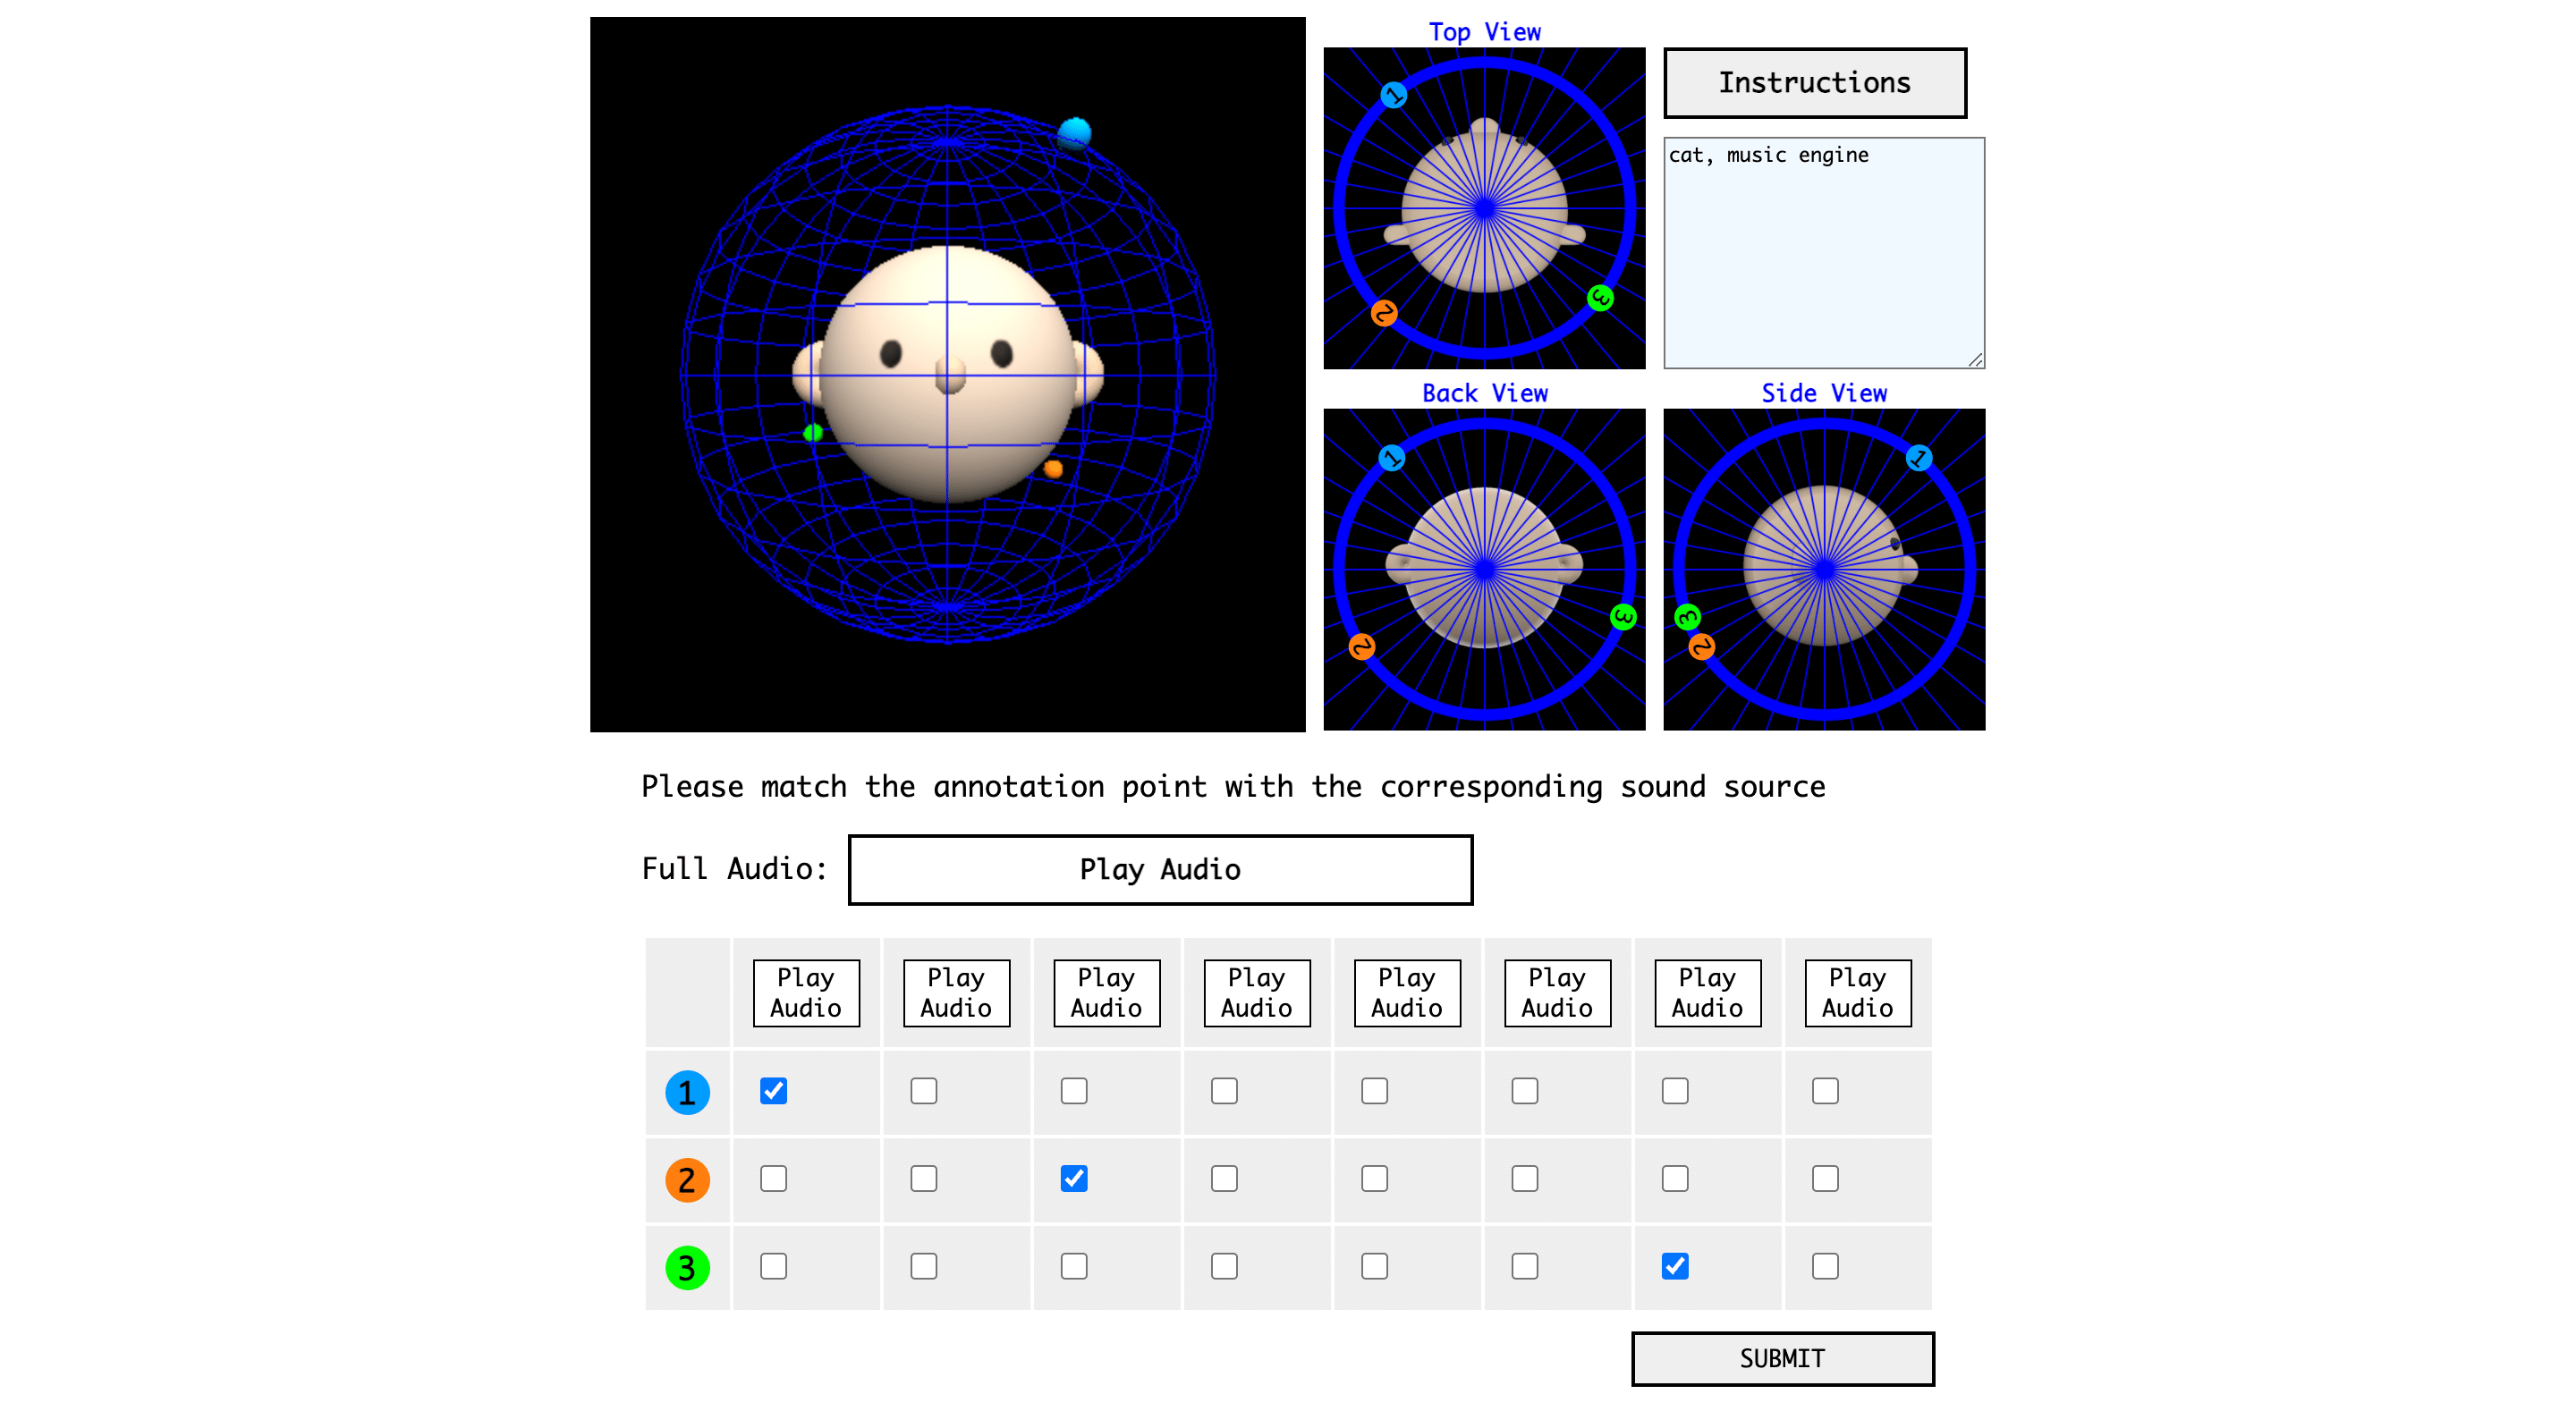 Top View
Instructions
1
2
3
cat, music engine
Back View
Side View
1
2
3
1
3
2
Please match the annotation point with the corresponding sound source
Full Audio:
Play Audio
Play Audio
Play Audio
Play Audio
Play Audio
Play Audio
Play Audio
Play Audio
Play Audio
1
2
3
SUBMIT